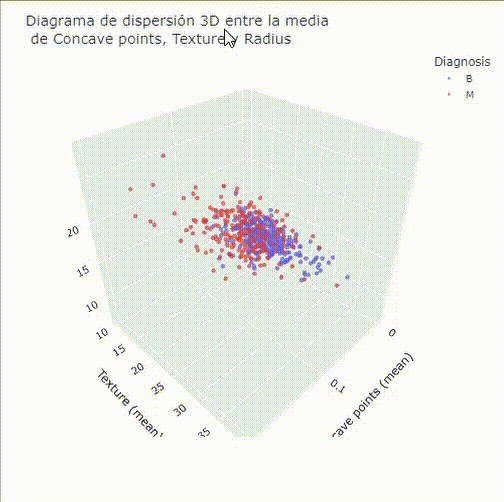 Diagrama de dispersión 3D entre la media
de Concave points, Texture y Radius
Diagnosis
B
M
20
15
10
10
15
20
25
30
35
Texture (mean)
0
0.1
cave points (mean)